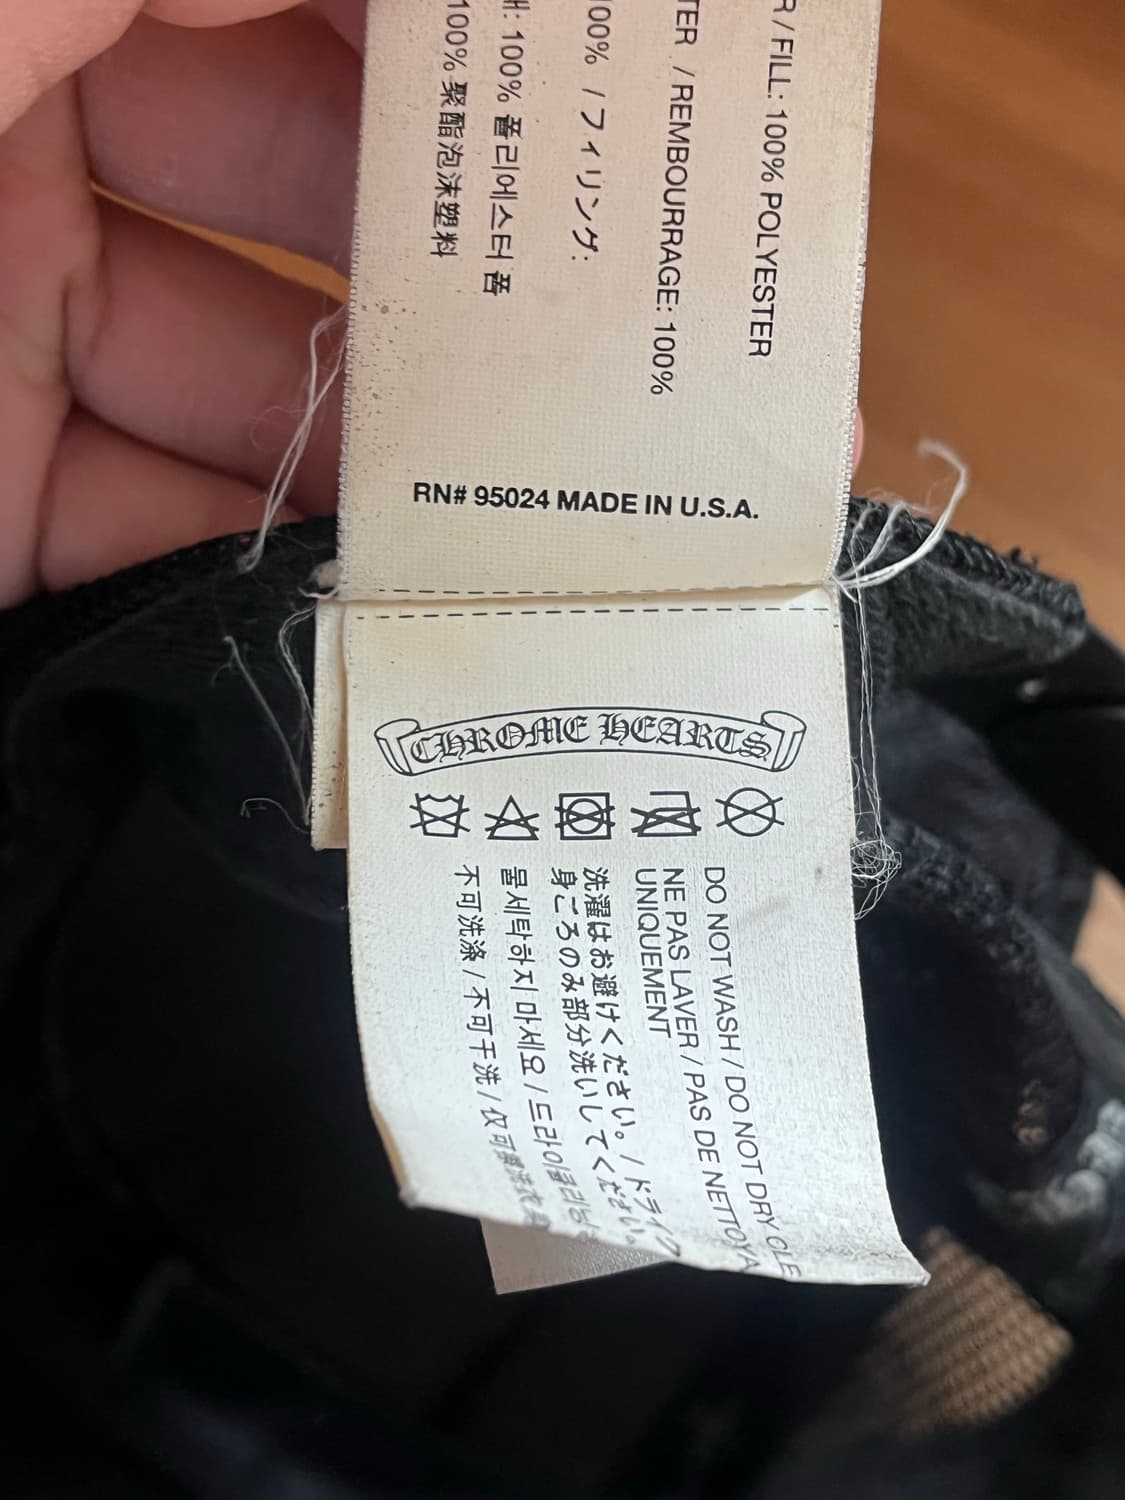 / FILL: 100% POLYESTER
/ REMBOURRAGE: 100%
100% / フィリング:
100% 폴리에스터 폼
100% 聚酯泡沫塑料
RN# 95024 MADE IN U.S.A.
CHROME HEARTS
DO NOT WASH / DO NOT DRY
NE PAS LAVER / PAS DE
UNIQUEMENT
洗濯はお避けください。/ ドライ
身ごろのみ部分洗いしてください。
물세탁하지 마세요 / 드라이클리닝
不可洗涤 / 不可干洗 / 仅可